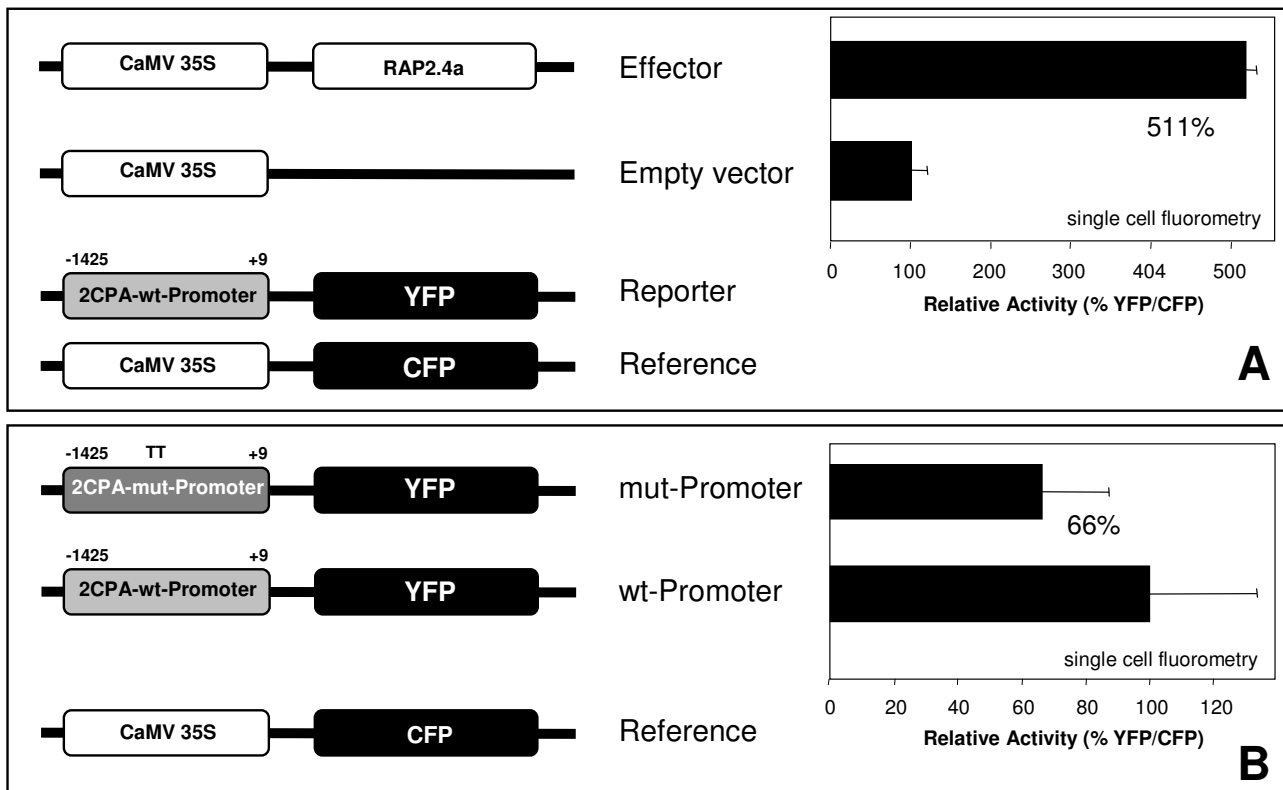 CaMV 35S RAP2.4a Effector
511%
CaMV 35S Empty vector
single cell fluorometry
-1425 +9
2CPA-wt-Promoter YFP Reporter
0 100 200 300 404 500
Relative Activity (% YFP/CFP)
CaMV 35S CFP Reference
A
-1425 TT +9
2CPA-mut-Promoter YFP mut-Promoter
66%
-1425 +9
2CPA-wt-Promoter YFP wt-Promoter
single cell fluorometry
0 20 40 60 80 100 120
CaMV 35S CFP Reference
Relative Activity (% YFP/CFP)
B